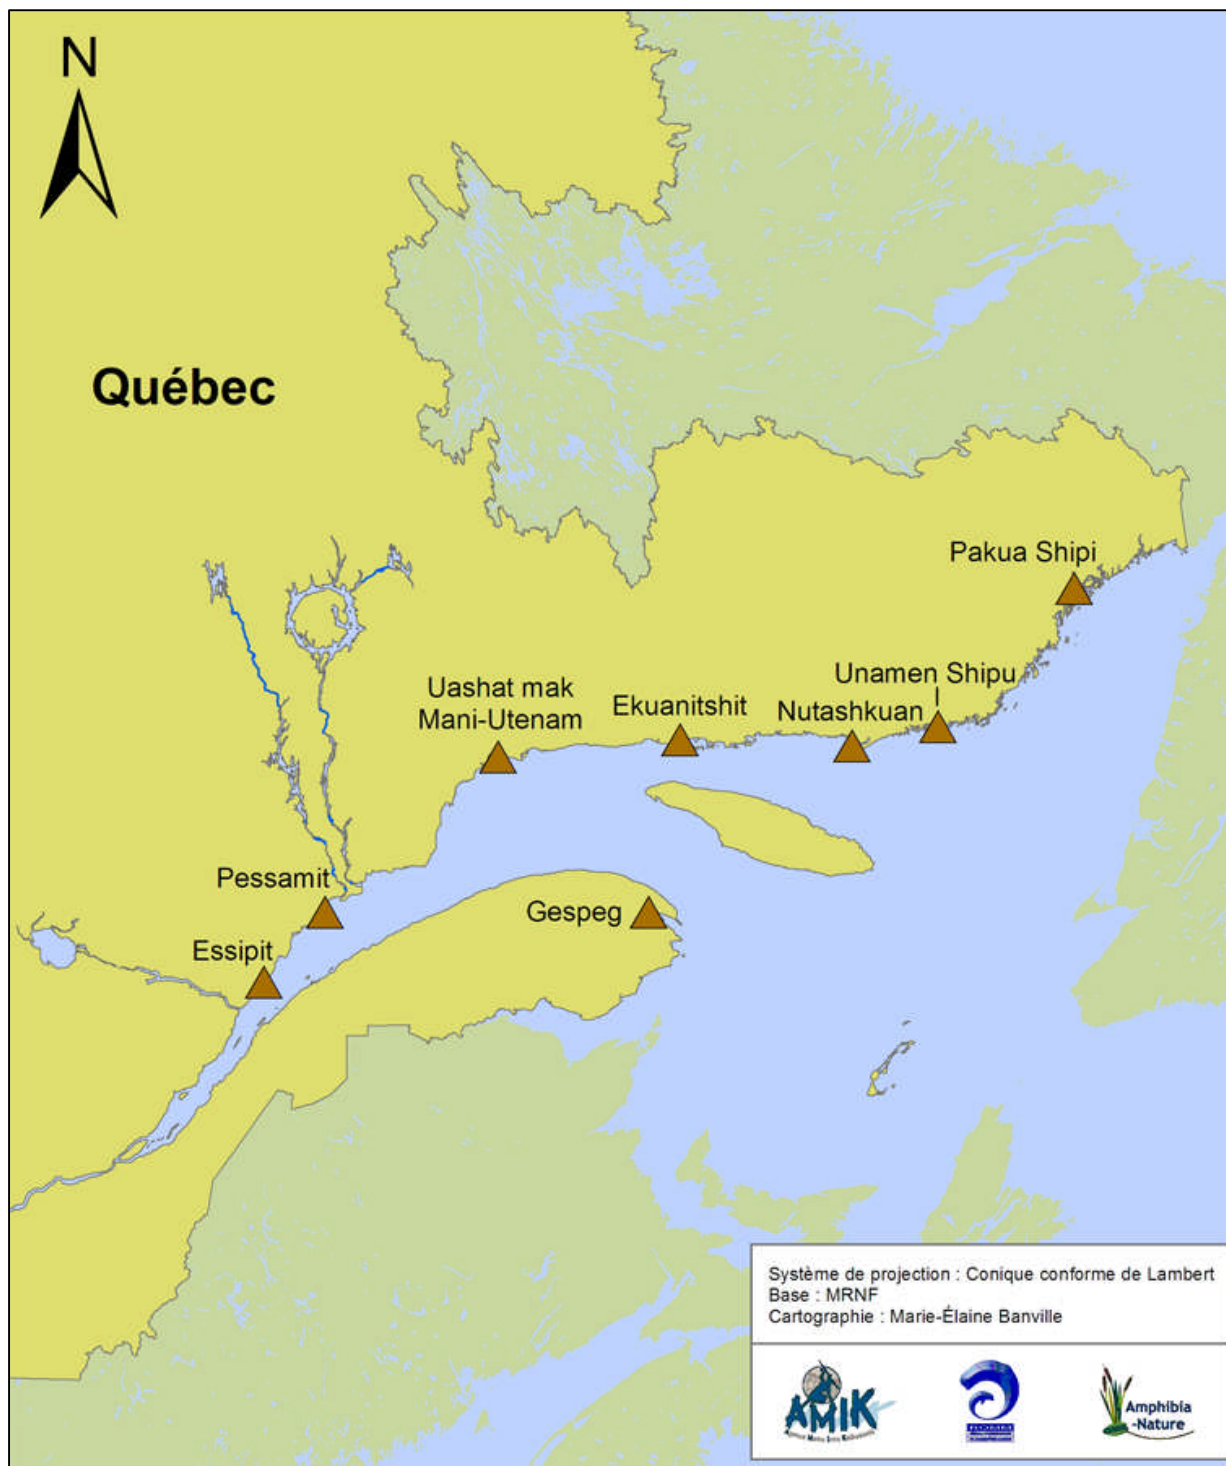 N
Québec
Pakua Shipi
Unamen Shipu
Uashat mak
Mani-Utenam
Ekuanitshit
Nutashkuan
Pessamit
Gespeg
Essipit
Système de projection : Conique conforme de Lambert
Base : MRNF
Cartographie : Marie-Élaine Banville
AMIK
Amphibia
-Nature